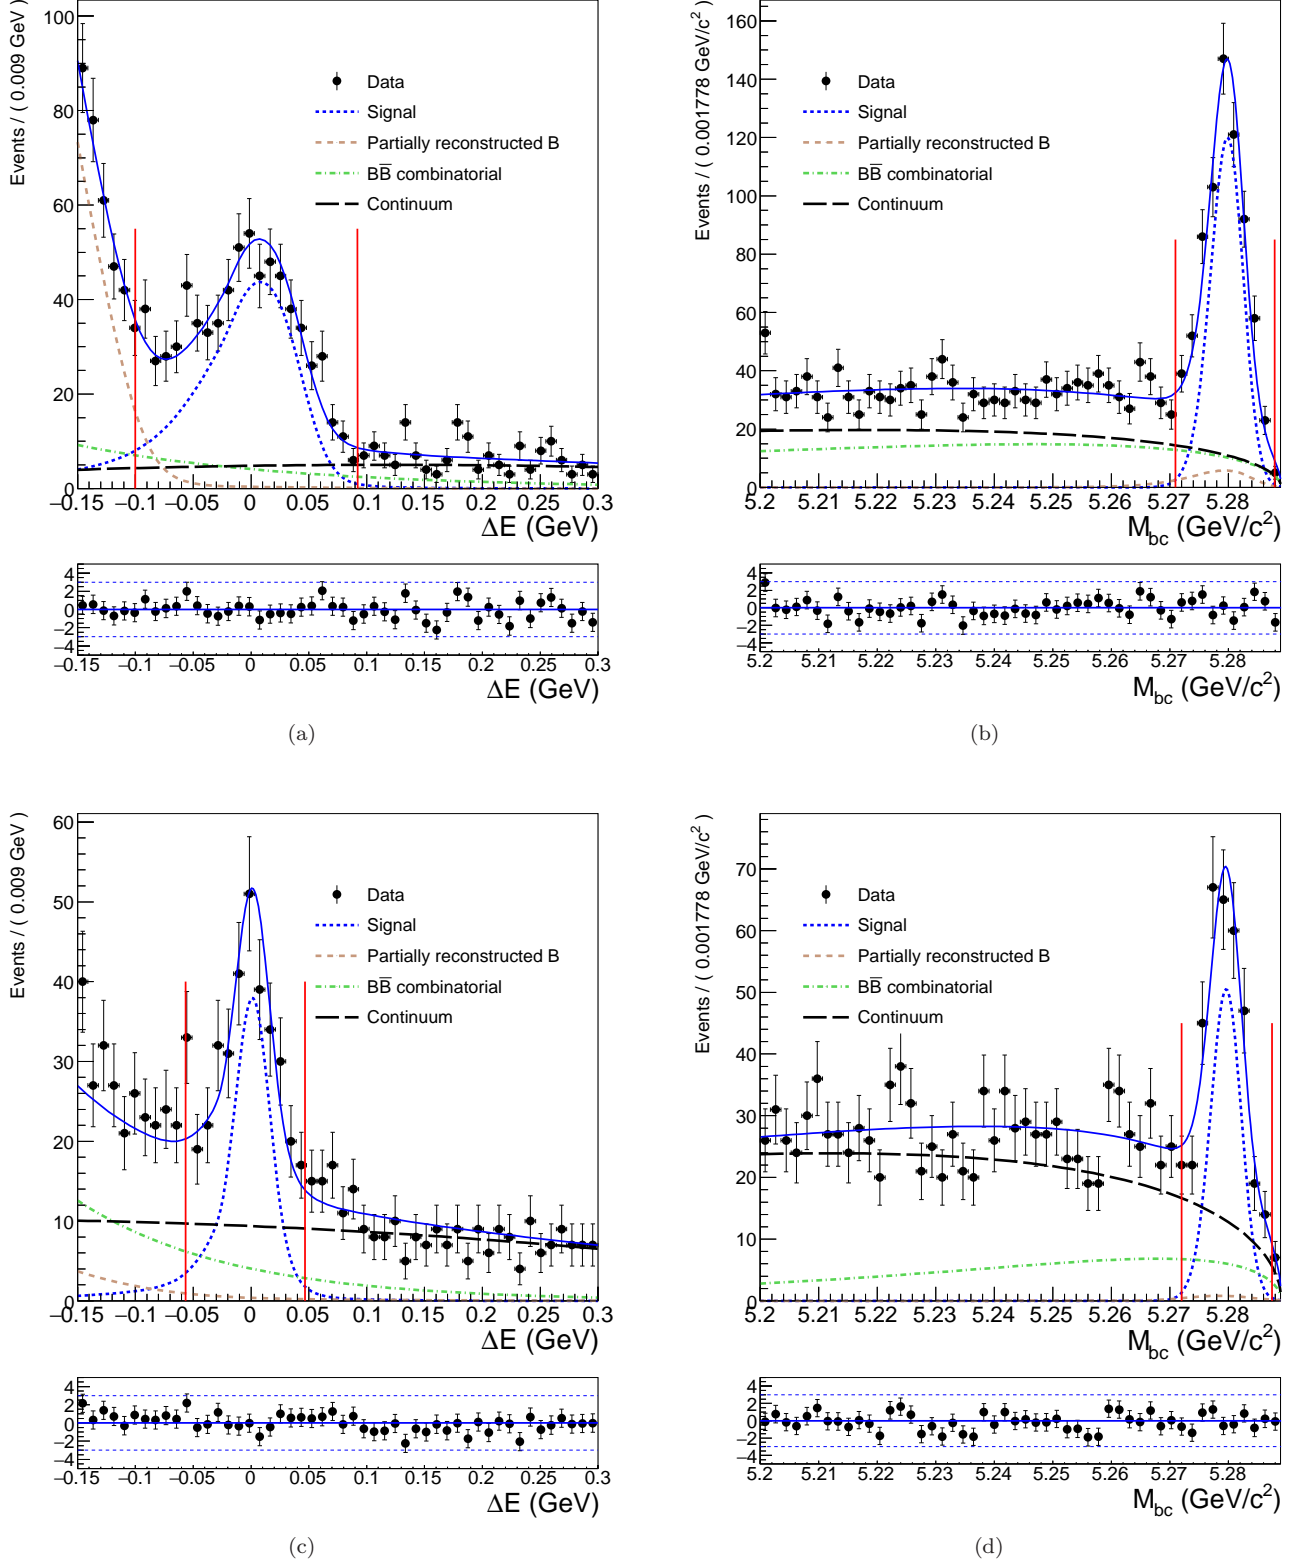 Events / ( 0.009 GeV )
100
80
60
40
20
0
Data
Signal
Partially reconstructed B
BB̅ combinatorial
Continuum
−0.15 −0.1 −0.05 0 0.05 0.1 0.15 0.2 0.25 0.3
ΔE (GeV)
4
2
0
−2
−4
−0.15 −0.1 −0.05 0 0.05 0.1 0.15 0.2 0.25 0.3
ΔE (GeV)
(a)
Events / ( 0.001778 GeV/c²)
160
140
120
100
80
60
40
20
0
Data
Signal
Partially reconstructed B
BB̅ combinatorial
Continuum
5.2 5.21 5.22 5.23 5.24 5.25 5.26 5.27 5.28
M_bc (GeV/c²)
4
2
0
−2
−4
5.2 5.21 5.22 5.23 5.24 5.25 5.26 5.27 5.28
M_bc (GeV/c²)
(b)
Events / ( 0.009 GeV )
60
50
40
30
20
10
0
Data
Signal
Partially reconstructed B
BB̅ combinatorial
Continuum
−0.15 −0.1 −0.05 0 0.05 0.1 0.15 0.2 0.25 0.3
ΔE (GeV)
4
2
0
−2
−4
−0.15 −0.1 −0.05 0 0.05 0.1 0.15 0.2 0.25 0.3
ΔE (GeV)
(c)
Events / ( 0.001778 GeV/c²)
70
60
50
40
30
20
10
0
Data
Signal
Partially reconstructed B
BB̅ combinatorial
Continuum
5.2 5.21 5.22 5.23 5.24 5.25 5.26 5.27 5.28
M_bc (GeV/c²)
4
2
0
−2
−4
5.2 5.21 5.22 5.23 5.24 5.25 5.26 5.27 5.28
M_bc (GeV/c²)
(d)